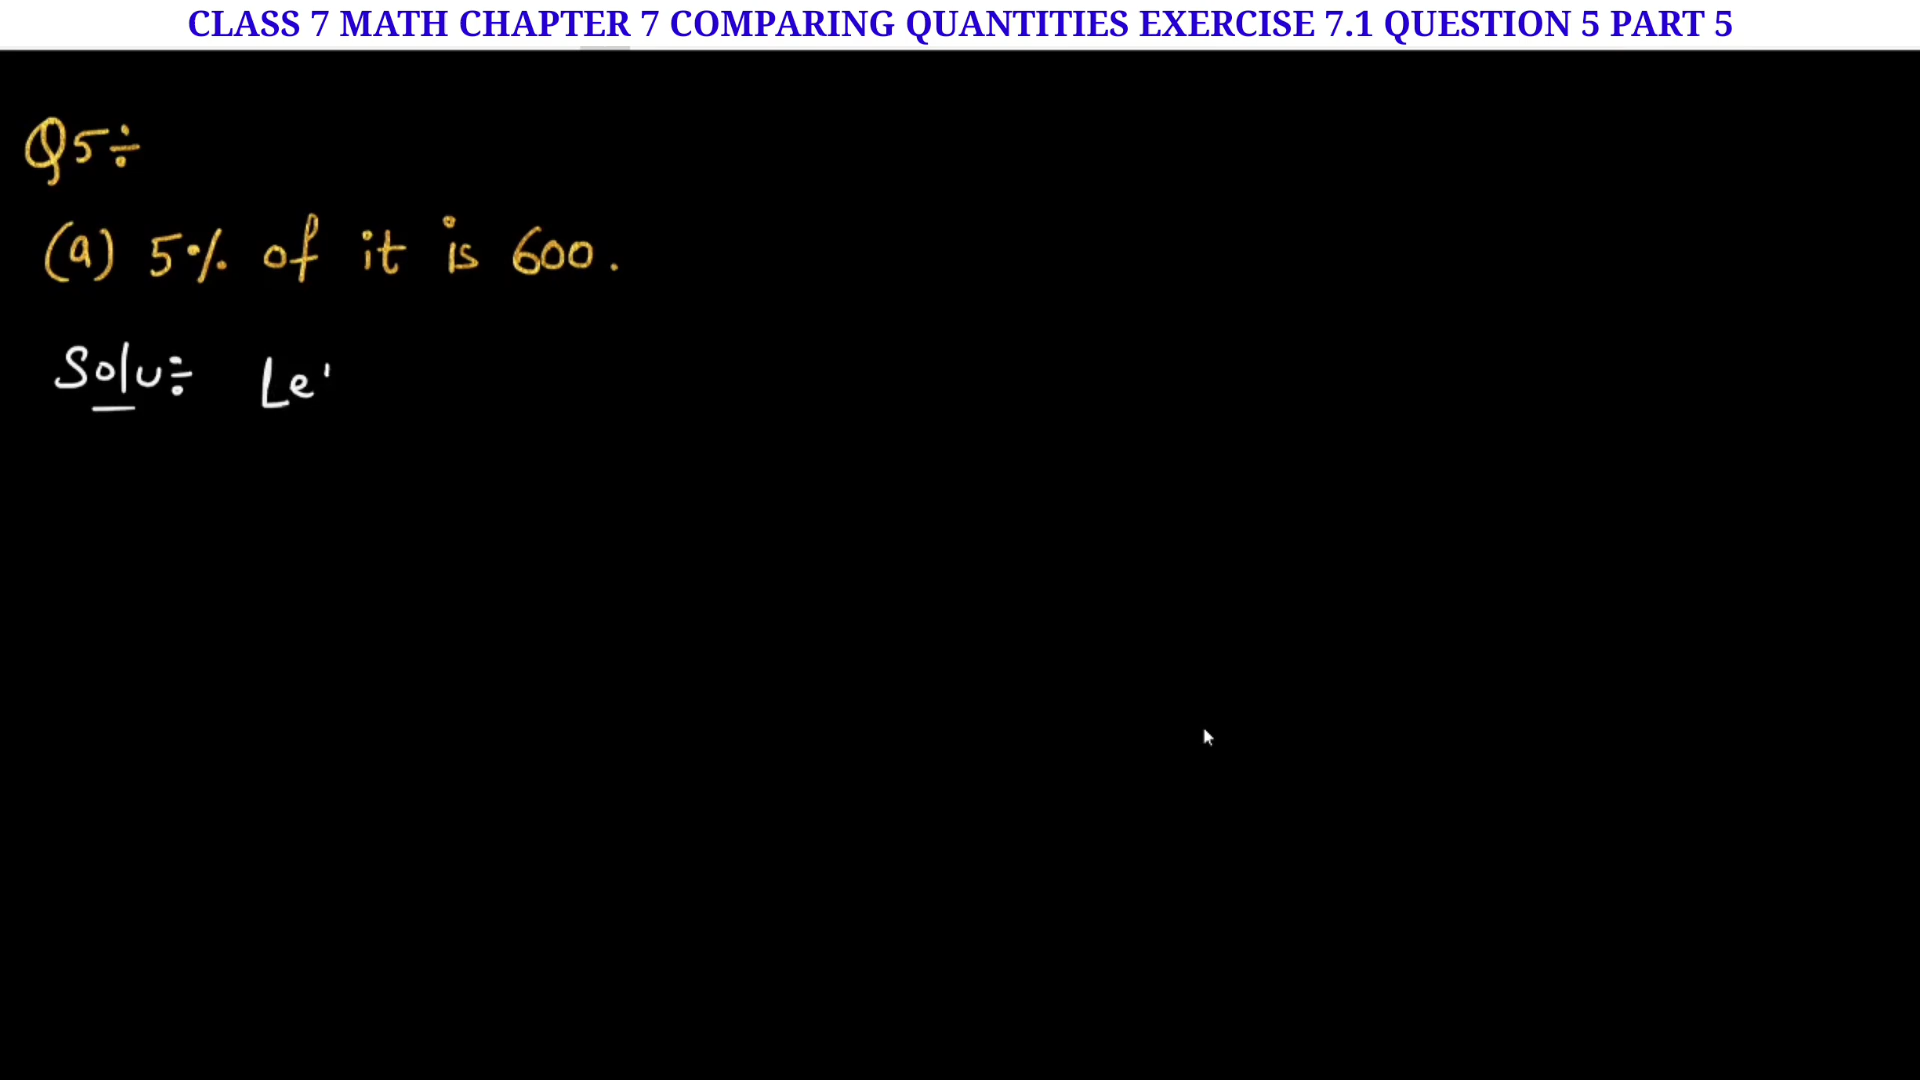 CLASS 7 MATH CHAPTER 7 COMPARING QUANTITIES EXERCISE 7.1 QUESTION 5 PART 5
Q5÷
(a) 5% of it is 600.
Solu÷ Le'